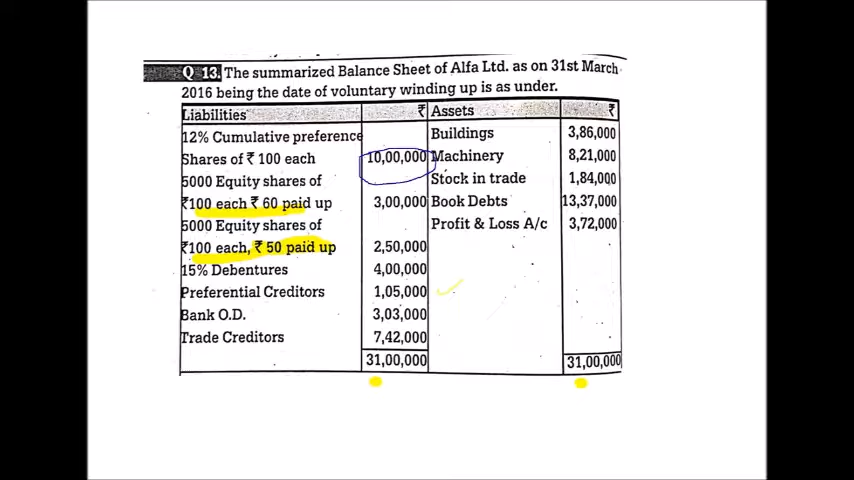 Q 13. The summarized Balance Sheet of Alfa Ltd. as on 31st March
2016 being the date of voluntary winding up is as under.
Liabilities ₹ Assets ₹
12% Cumulative preference Buildings 3,86,000
Shares of ₹ 100 each 10,00,000 Machinery 8,21,000
5000 Equity shares of Stock in trade 1,84,000
₹100 each ₹ 60 paid up 3,00,000 Book Debts 13,37,000
5000 Equity shares of Profit & Loss A/c 3,72,000
₹100 each, ₹ 50 paid up 2,50,000
15% Debentures 4,00,000
Preferential Creditors 1,05,000
Bank O.D. 3,03,000
Trade Creditors 7,42,000
31,00,000 31,00,000